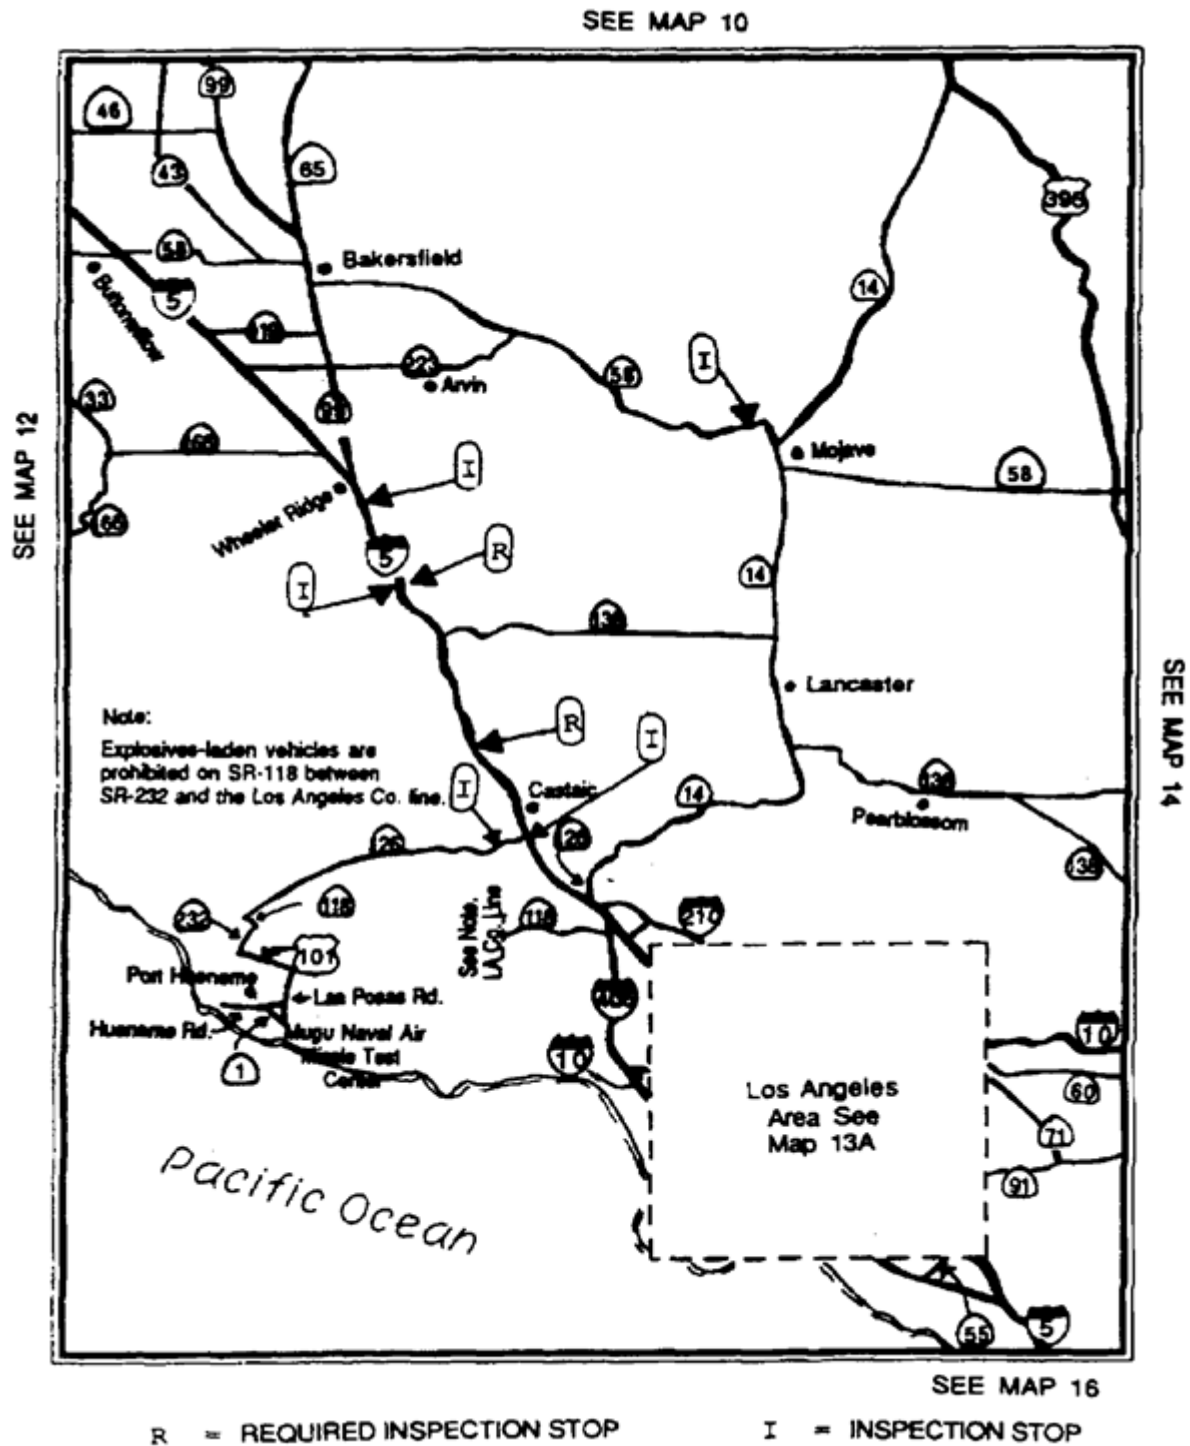 SEE MAP 10
99
46
65
43
395
58
Bakersfield
5
14
Buttonwillow
119
I
223
58
Arvin
33
99
166
Mojave
I
58
SEE MAP 12
Wheeler Ridge
R
5
14
I
138
SEE MAP 14
Lancaster
Note:
Explosives-laden vehicles are
prohibited on SR-118 between
SR-232 and the Los Angeles Co. line.
R
I
I
Castaic
14
138
Pearblossom
126
138
232
118
See Note,
LA Co. Line
118
210
101
Port Hueneme
Las Posas Rd.
405
Hueneme Rd.
Mugu Naval Air
Missile Test
Center
1
10
10
Los Angeles
Area See
Map 13A
60
71
91
Pacific Ocean
55
5
SEE MAP 16
R = REQUIRED INSPECTION STOP
I = INSPECTION STOP